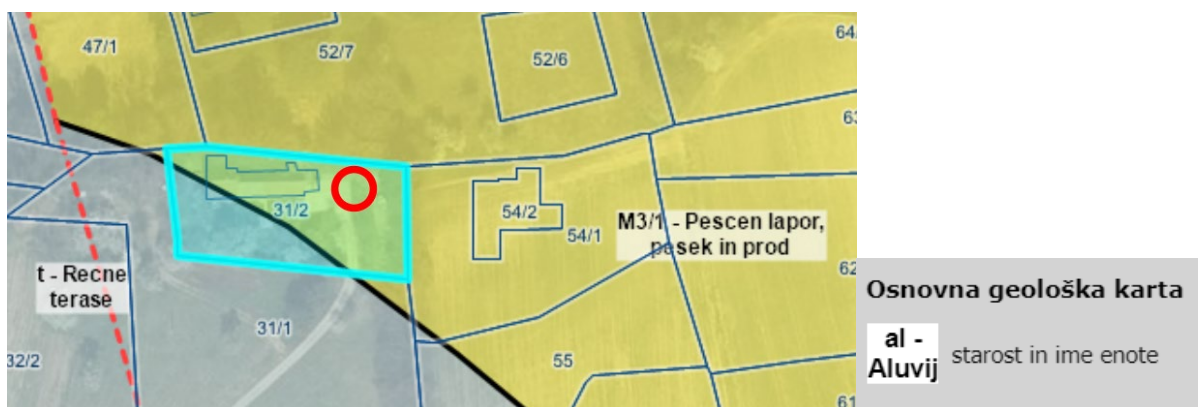 47/1
52/7
52/6
64/
63
31/2
54/2
54/1
M3/1 - Pescen lapor,
pesek in prod
62
t - Recne
terase
31/1
32/2
55
61
Osnovna geološka karta
al -
Aluvij
starost in ime enote